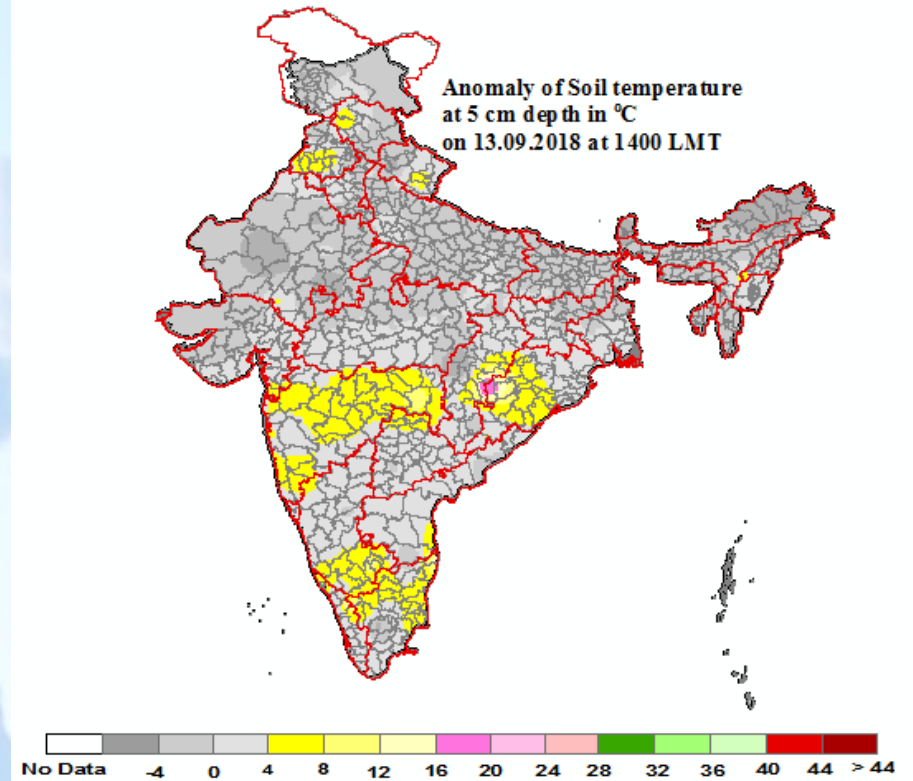 Anomaly of Soil temperature
at 5 cm depth in °C
on 13.09.2018 at 1400 LMT
No Data -4 0 4 8 12 16 20 24 28 32 36 40 44 > 44